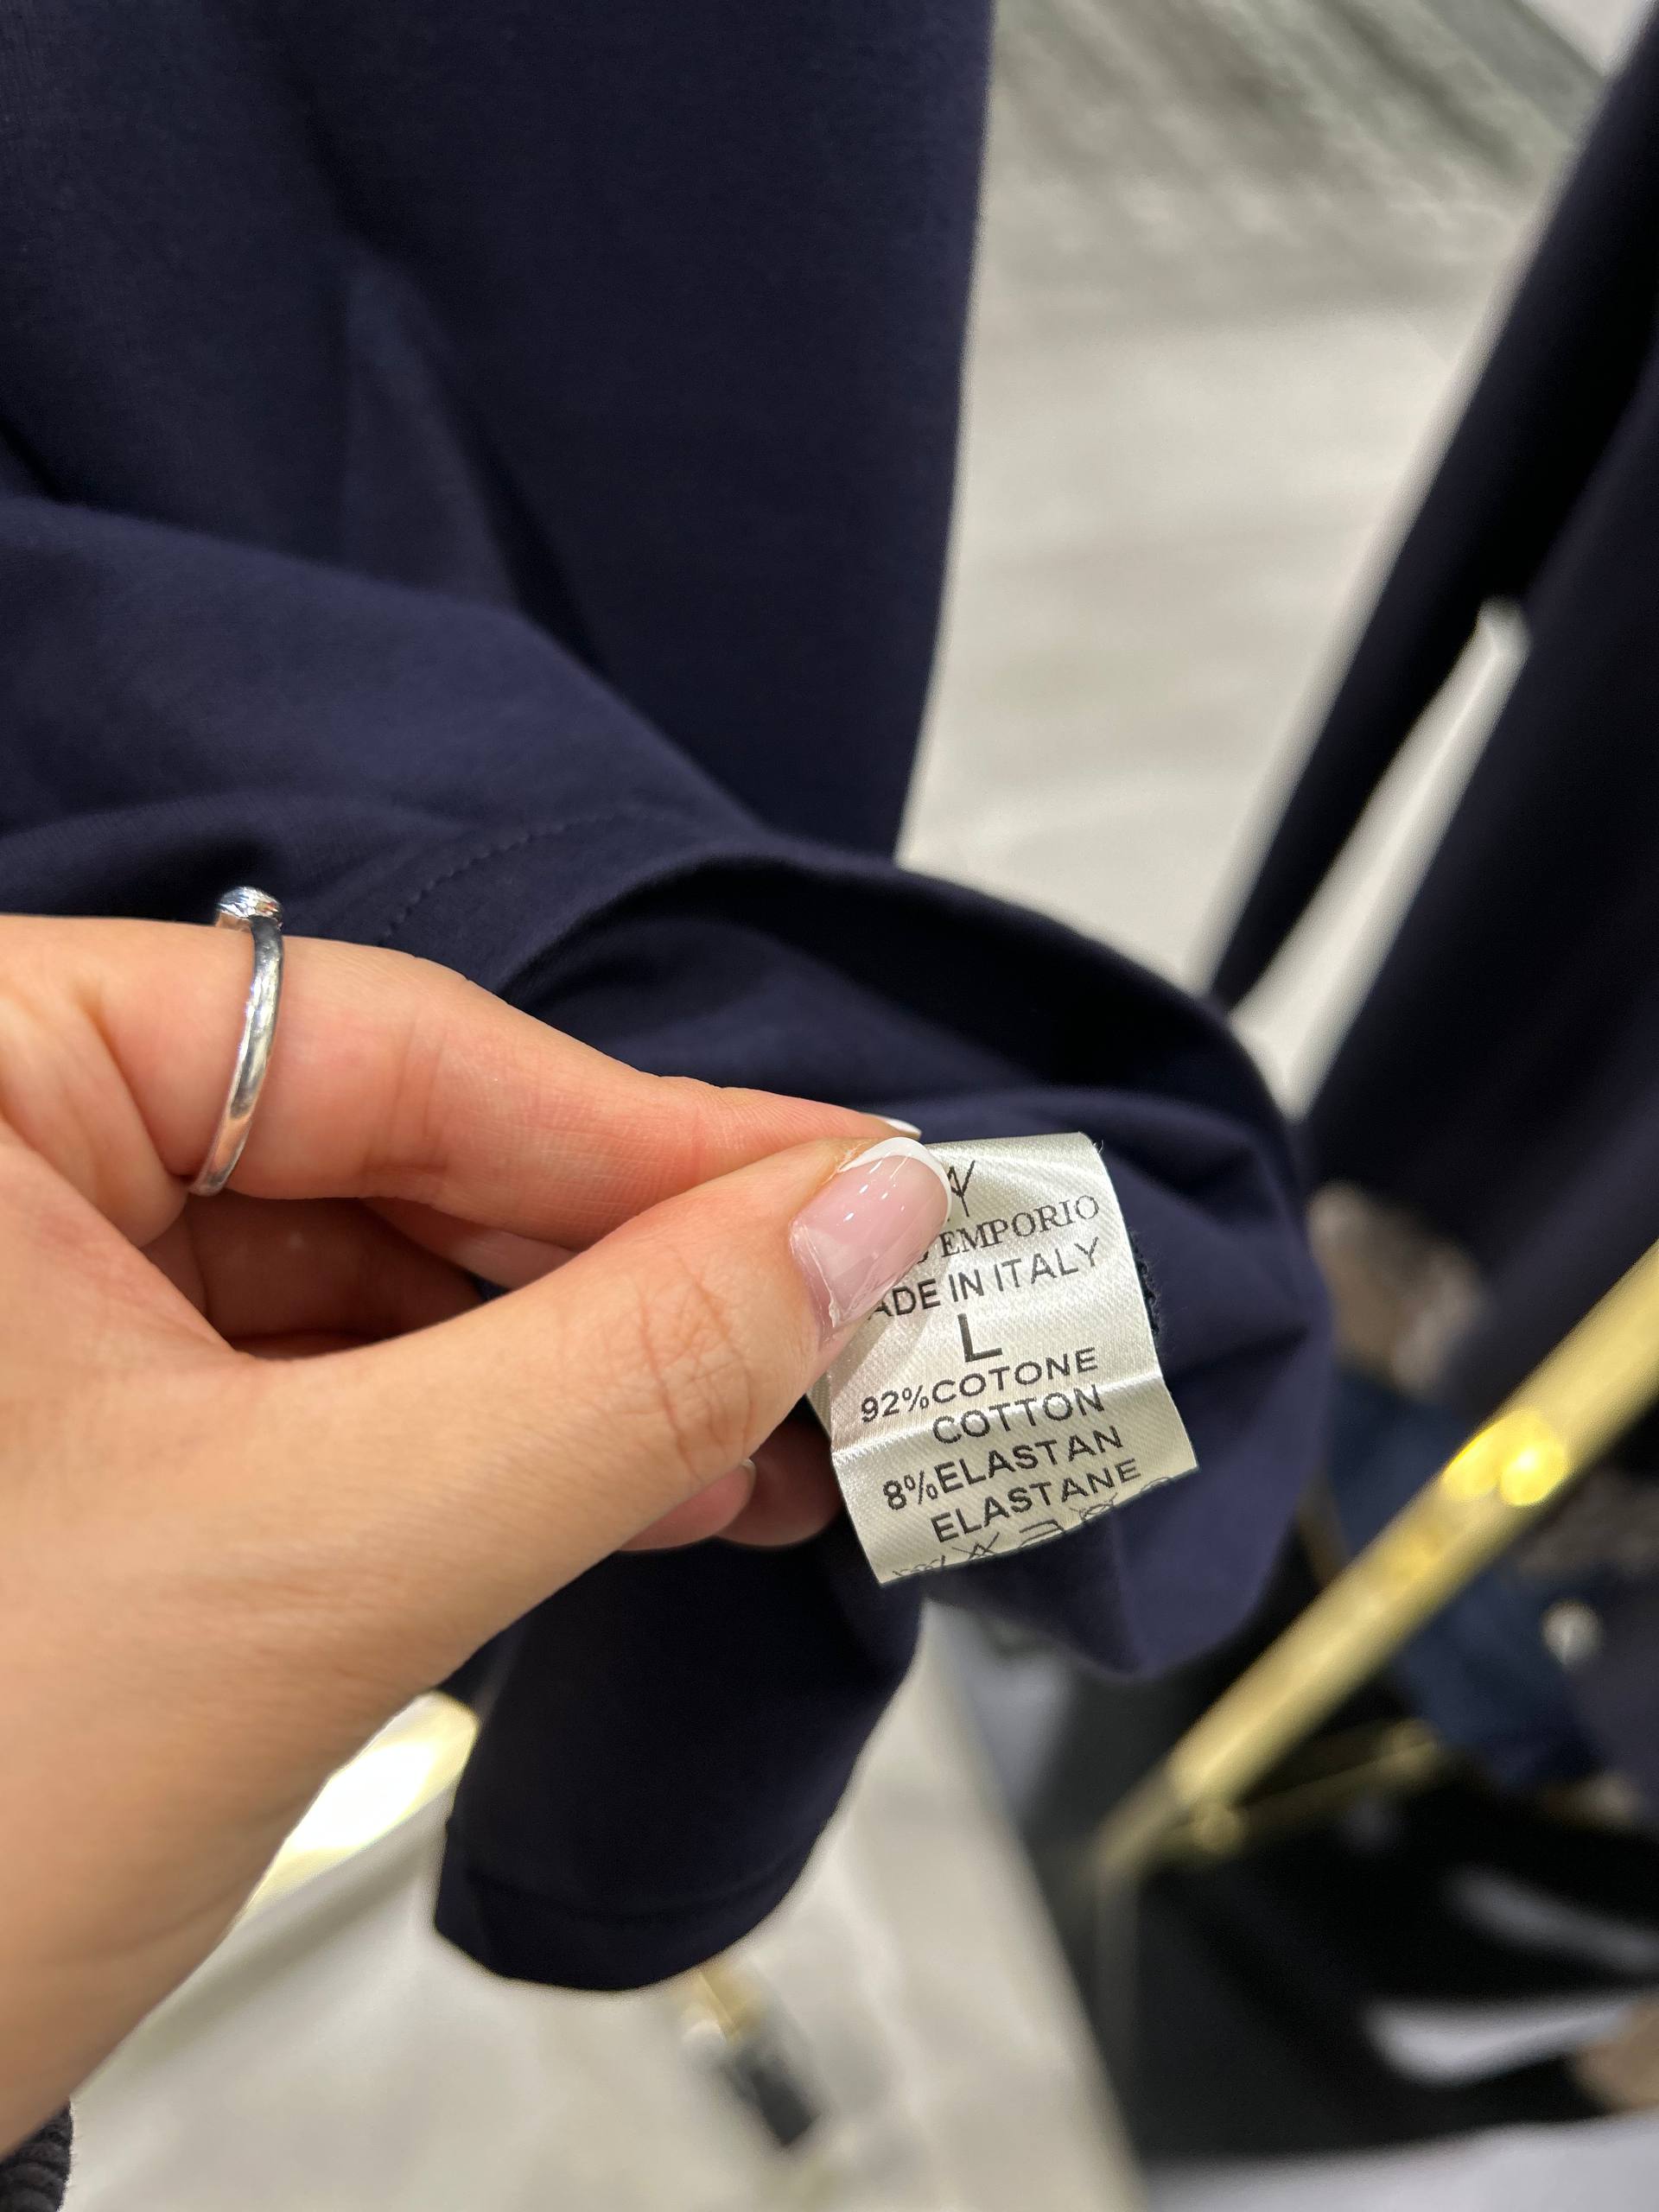 EMPORIO
ADE IN ITALY
L
92%COTONE
COTTON
8%ELASTAN
ELASTANE